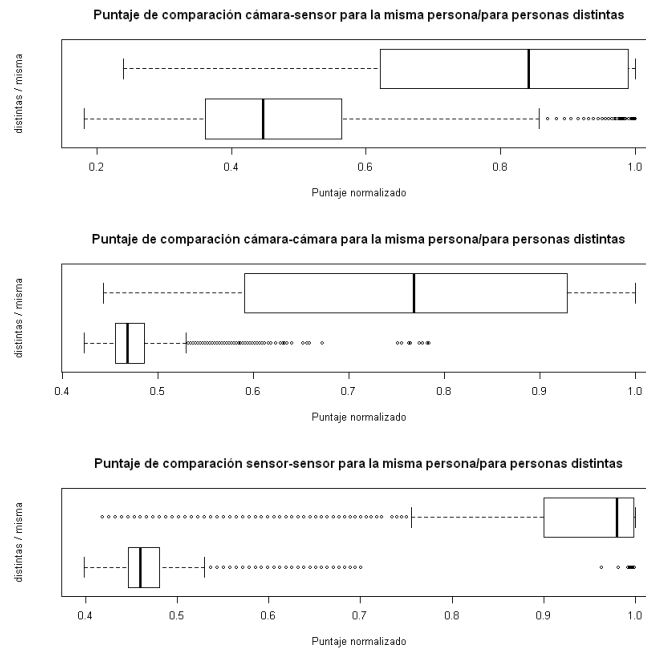 Puntaje de comparación cámara-sensor para la misma persona/para personas distintas
distintas / misma
0.2 0.4 0.6 0.8 1.0
Puntaje normalizado
Puntaje de comparación cámara-cámara para la misma persona/para personas distintas
distintas / misma
0.4 0.5 0.6 0.7 0.8 0.9 1.0
Puntaje normalizado
Puntaje de comparación sensor-sensor para la misma persona/para personas distintas
distintas / misma
0.4 0.5 0.6 0.7 0.8 0.9 1.0
Puntaje normalizado